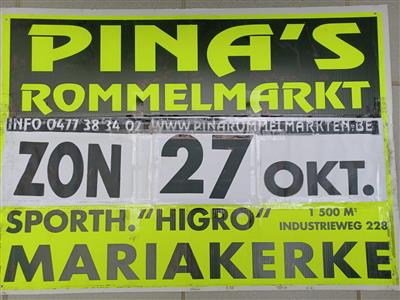 PINA'S
ROMMELMARKT
INFO 0477 38 34 02 WWW.PINAROMMELMARKTEN.BE
ZON 27 OKT.
SPORTH. "HIGRO" 1 500 M²
INDUSTRIEWEG 228
MARIAKERKE